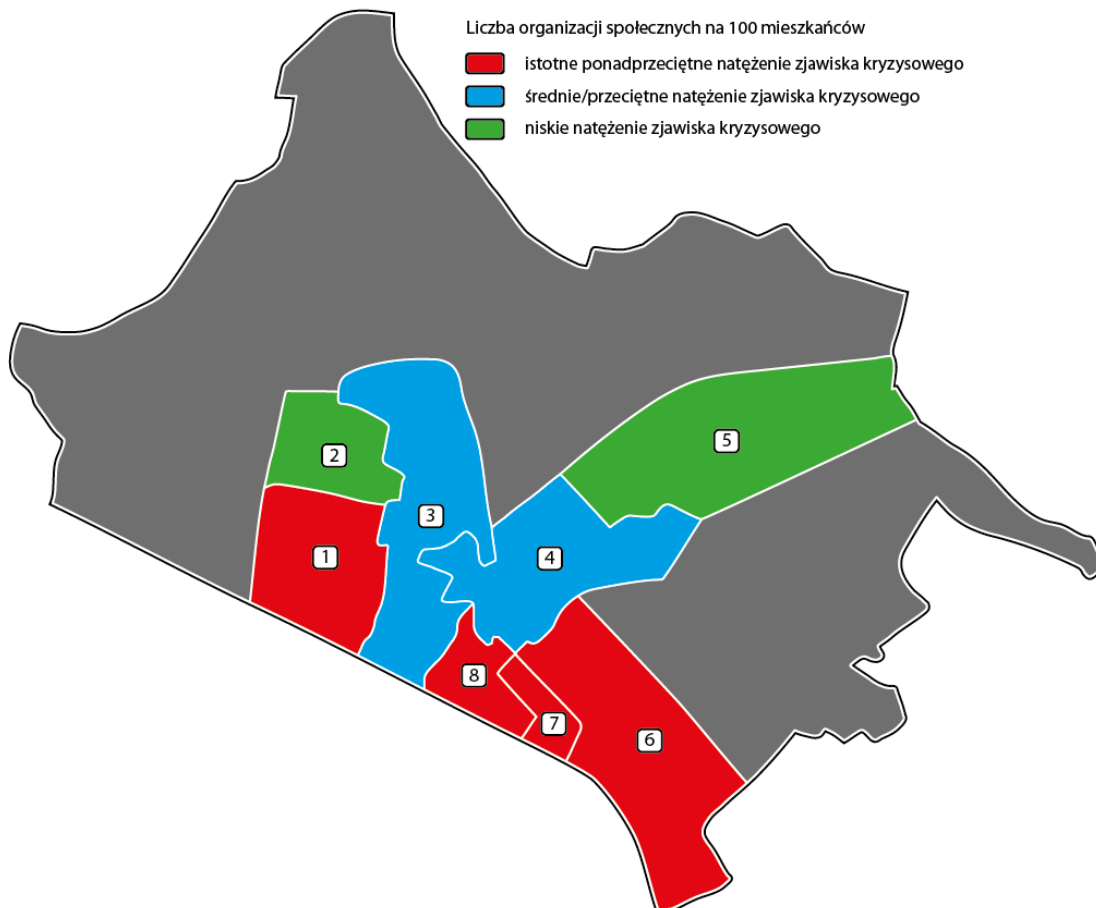 Liczba organizacji społecznych na 100 mieszkańców
istotne ponadprzeciętne natężenie zjawiska kryzysowego
średnie/przeciętne natężenie zjawiska kryzysowego
niskie natężenie zjawiska kryzysowego
5
2
3
1
4
8
7
6